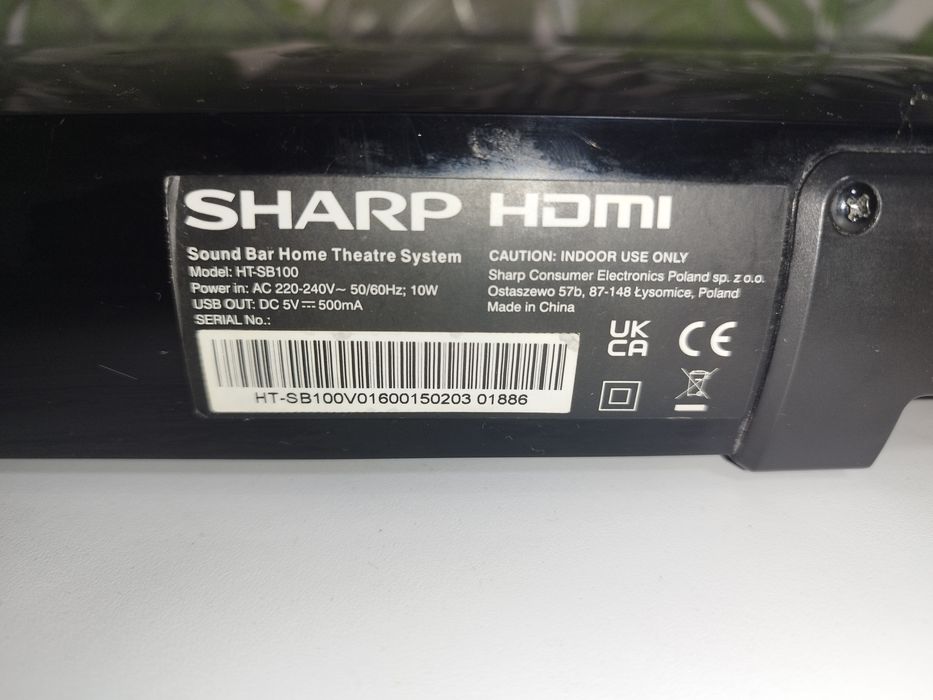 SHARP HDMI
Sound Bar Home Theatre System
Model: HT-SB100
Power in: AC 220-240V~ 50/60Hz; 10W
USB OUT: DC 5V⎓500mA
SERIAL No.:
HT-SB100V01600150203 01886
CAUTION: INDOOR USE ONLY
Sharp Consumer Electronics Poland sp. z o.o.
Ostaszewo 57b, 87-148 Łysomice, Poland
Made in China
UK
CA
CE